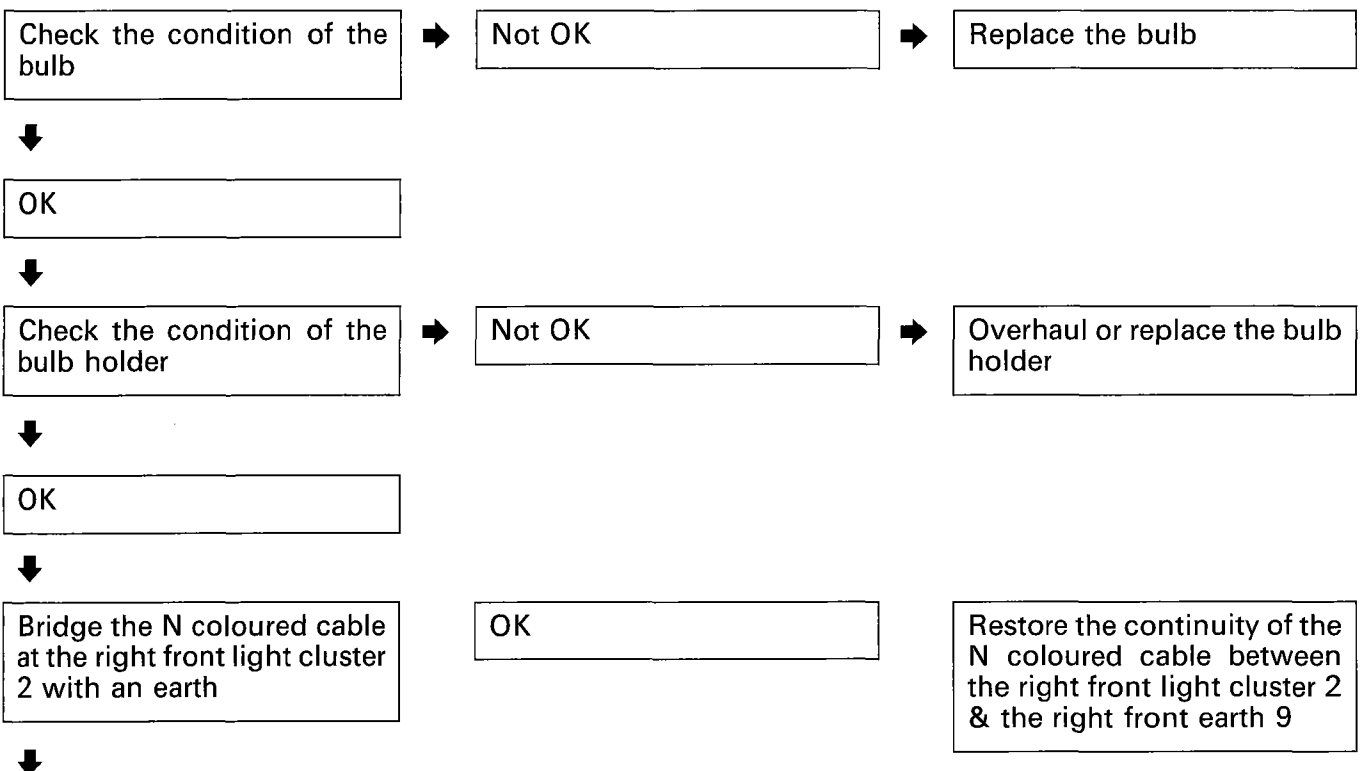 Check the condition of the
bulb
Not OK
Replace the bulb
OK
Check the condition of the
bulb holder
Not OK
Overhaul or replace the bulb
holder
OK
Bridge the N coloured cable
at the right front light cluster
2 with an earth
OK
Restore the continuity of the
N coloured cable between
the right front light cluster 2
& the right front earth 9